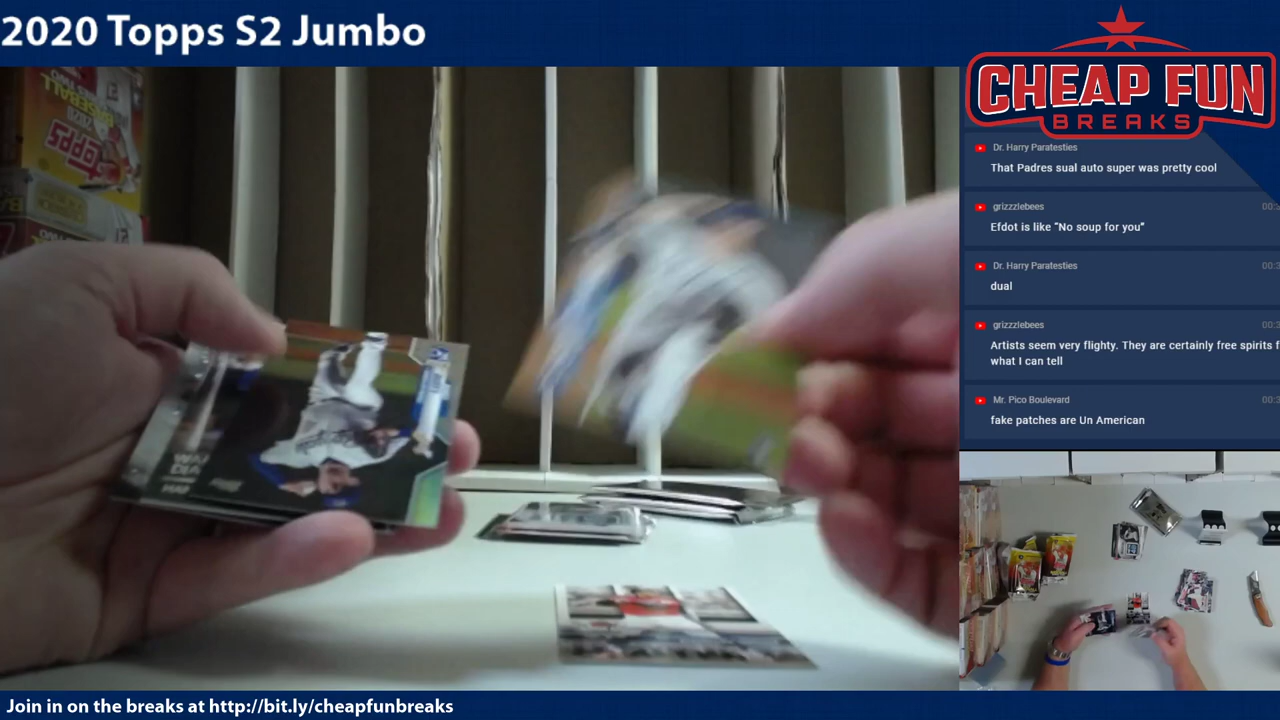 2020 Topps S2 Jumbo
CHEAP FUN
BREAKS
Dr. Harry Paratesties
That Padres sual auto super was pretty cool
grizzzlebees
00:
Efdot is like “No soup for you”
Dr. Harry Paratesties
dual
grizzzlebees
Artists seem very flighty. They are certainly free spirits f
what I can tell
Mr. Pico Boulevard
fake patches are Un American
Topps
BASEBALL
Join in on the breaks at http://bit.ly/cheapfunbreaks